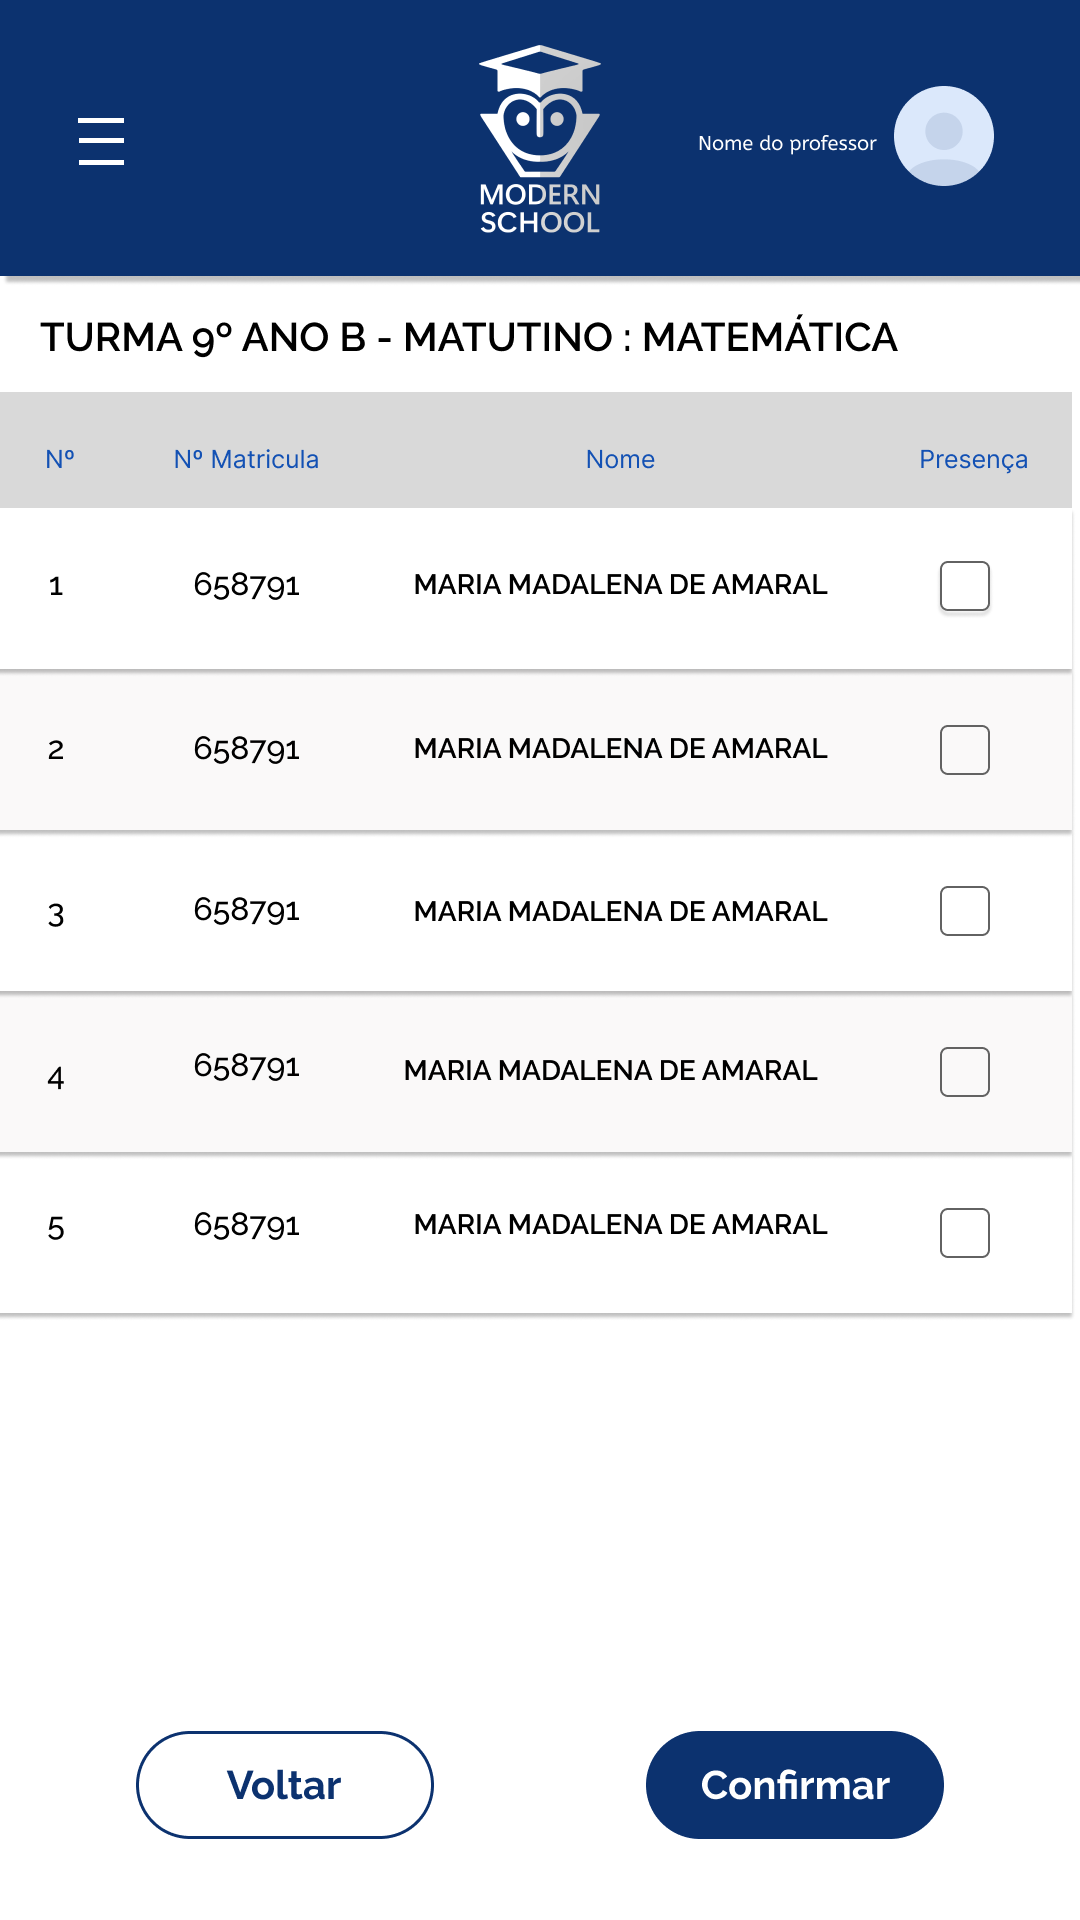 MODERN
SCHOOL
Nome do professor
TURMA 9º ANO B - MATUTINO : MATEMÁTICA
Nº Nº Matricula Nome Presença
1 658791 MARIA MADALENA DE AMARAL
2 658791 MARIA MADALENA DE AMARAL
3 658791 MARIA MADALENA DE AMARAL
4 658791 MARIA MADALENA DE AMARAL
5 658791 MARIA MADALENA DE AMARAL
Voltar Confirmar